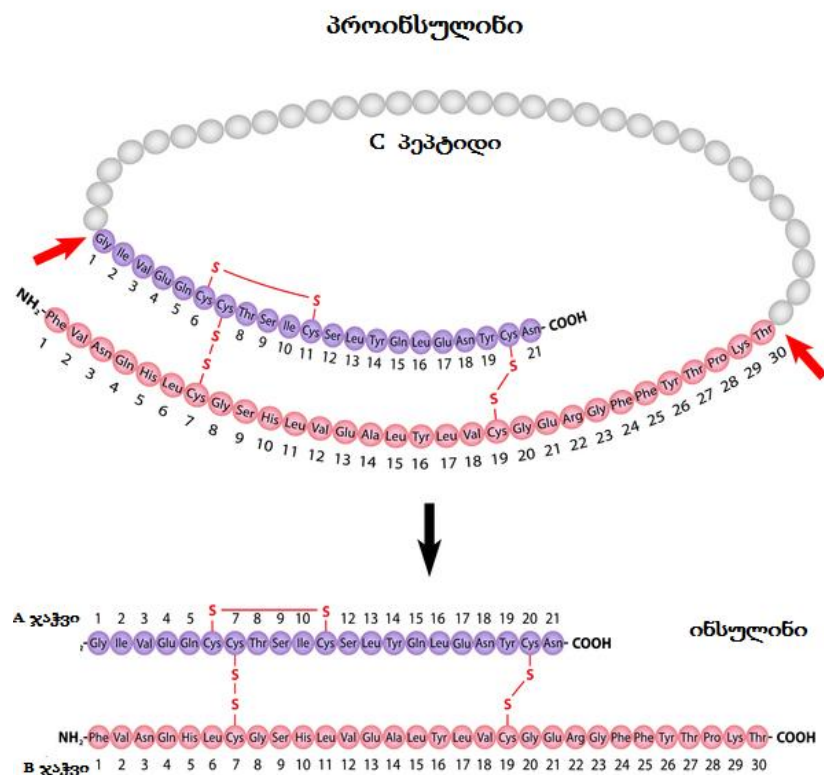 პროინსულინი
C პეპტიდი
Gly Ile Val Glu Gln Cys Cys Thr Ser Ile Cys Ser Leu Tyr Gln Leu Glu Asn Tyr Cys Asn - COOH
1 2 3 4 5 6 8 9 10 11 12 13 14 15 16 17 18 19 21
S S
S S
S S
NH₂- Phe Val Asn Gln His Leu Cys Gly Ser His Leu Val Glu Ala Leu Tyr Leu Val Cys Gly Glu Arg Gly Phe Phe Tyr Thr Pro Lys Thr
1 2 3 4 5 6 7 8 9 10 11 12 13 14 15 16 17 18 19 20 21 22 23 24 25 26 27 28 29 30
A ჯაჭვი 1 2 3 4 5 S 7 8 9 10 S 12 13 14 15 16 17 18 19 20 21
ინსულინი
Gly Ile Val Glu Gln Cys Cys Thr Ser Ile Cys Ser Leu Tyr Gln Leu Glu Asn Tyr Cys Asn - COOH
S S
S S
NH₂- Phe Val Asn Gln His Leu Cys Gly Ser His Leu Val Glu Ala Leu Tyr Leu Val Cys Gly Glu Arg Gly Phe Phe Tyr Thr Pro Lys Thr - COOH
B ჯაჭვი 1 2 3 4 5 6 7 8 9 10 11 12 13 14 15 16 17 18 19 20 21 22 23 24 25 26 27 28 29 30